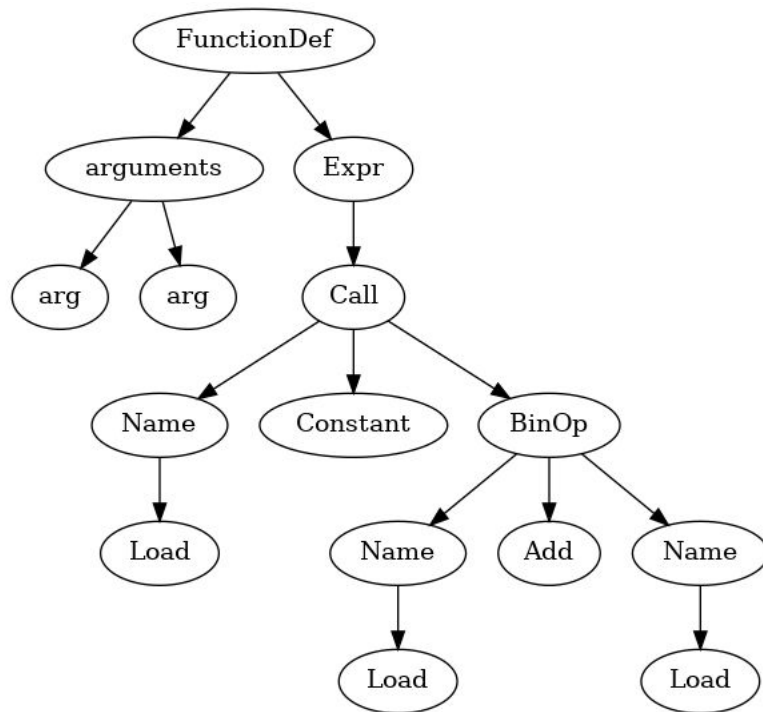 FunctionDef
arguments
Expr
arg
arg
Call
Name
Constant
BinOp
Load
Name
Add
Name
Load
Load